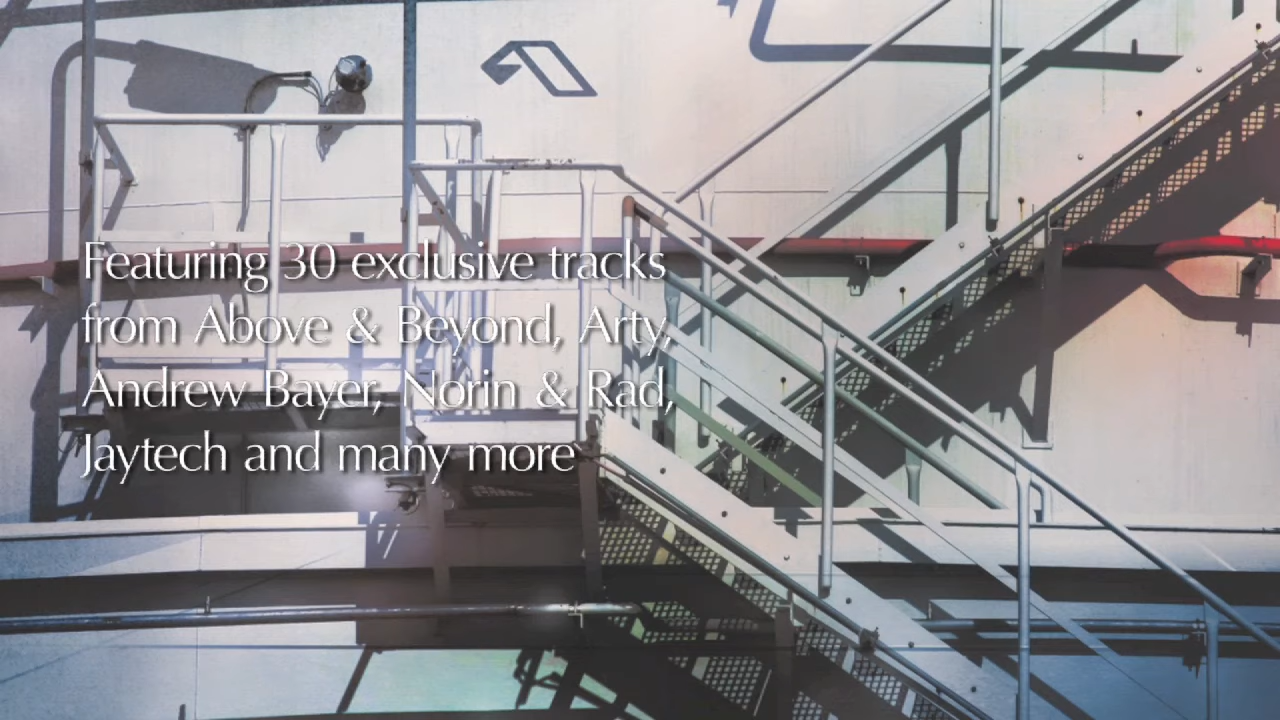 Featuring 30 exclusive tracks
from Above & Beyond, Arty,
Andrew Bayer, Norin & Rad,
Jaytech and many more